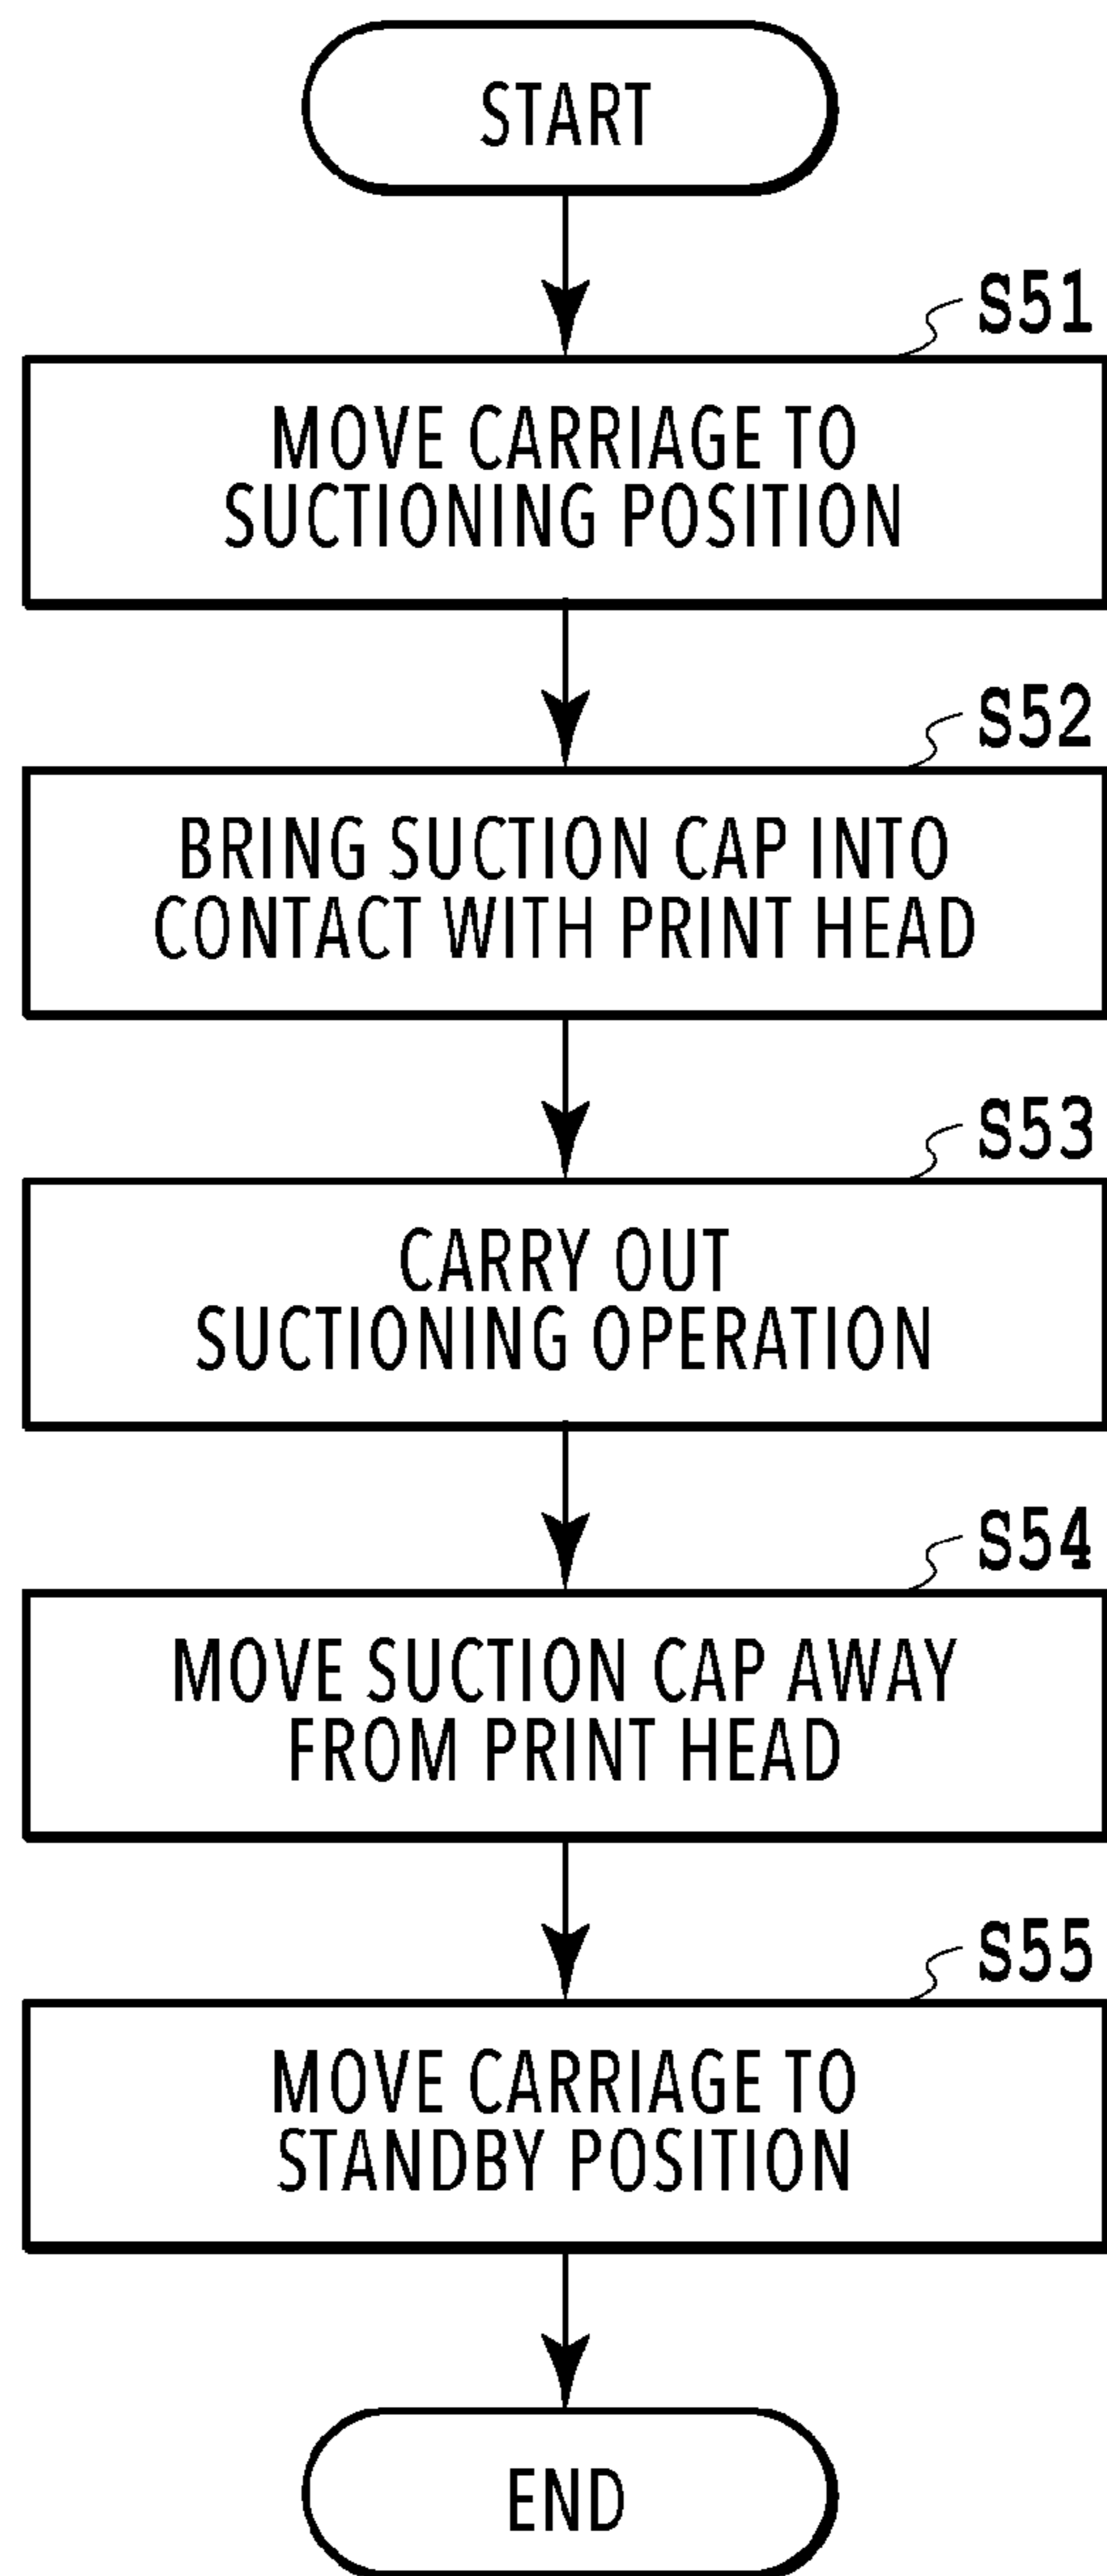 START
S51
MOVE CARRIAGE TO
SUCTIONING POSITION
S52
BRING SUCTION CAP INTO
CONTACT WITH PRINT HEAD
S53
CARRY OUT
SUCTIONING OPERATION
S54
MOVE SUCTION CAP AWAY
FROM PRINT HEAD
S55
MOVE CARRIAGE TO
STANDBY POSITION
END